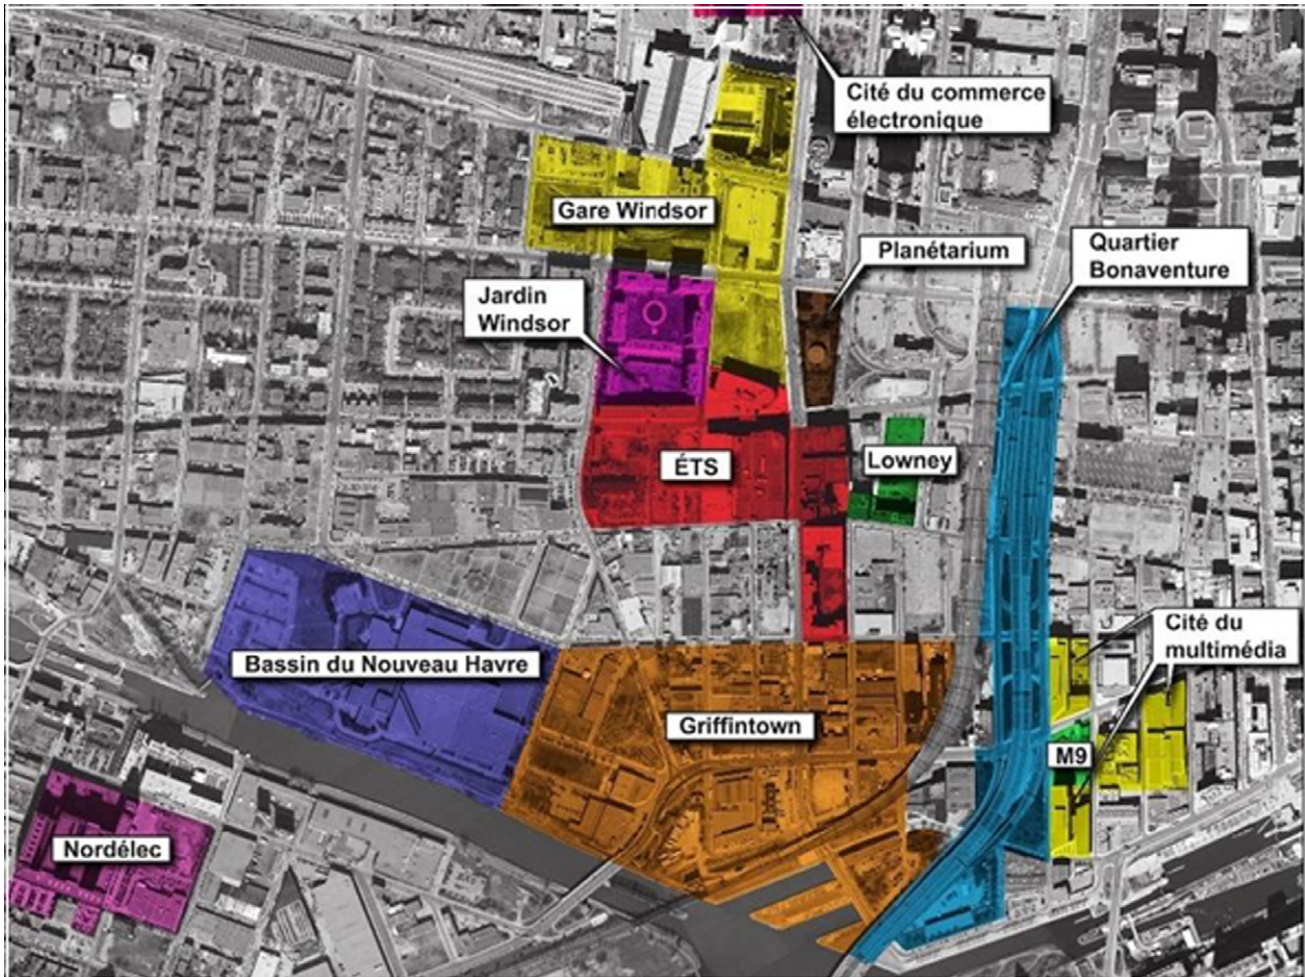 Cité du commerce
électronique
Gare Windsor
Planétarium
Quartier
Bonaventure
Jardin
Windsor
ÉTS
Lowney
Cité du
multimédia
Bassin du Nouveau Havre
Griffintown
M9
Nordélec